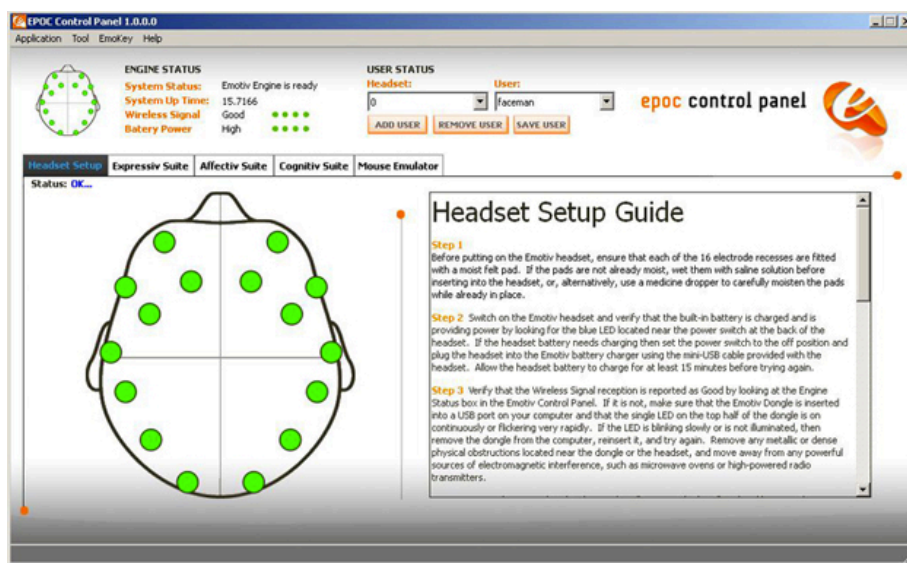 EPOC Control Panel 1.0.0.0
Application Tool EmoKey Help
ENGINE STATUS
System Status: Emotiv Engine is ready
System Up Time: 15.7166
Wireless Signal Good
Batery Power High
USER STATUS
Headset: User:
0 faceman
ADD USER REMOVE USER SAVE USER
epoc control panel
Headset Setup Expressiv Suite Affectiv Suite Cognitiv Suite Mouse Emulator
Status: OK...
Headset Setup Guide
Step 1
Before putting on the Emotiv headset, ensure that each of the 16 electrode recesses are fitted
with a moist felt pad. If the pads are not already moist, wet them with saline solution before
inserting into the headset, or, alternatively, use a medicine dropper to carefully moisten the pads
while already in place.
Step 2 Switch on the Emotiv headset and verify that the built-in battery is charged and is
providing power by looking for the blue LED located near the power switch at the back of the
headset. If the headset battery needs charging then set the power switch to the off position and
plug the headset into the Emotiv battery charger using the mini-USB cable provided with the
headset. Allow the headset battery to charge for at least 15 minutes before trying again.
Step 3 Verify that the Wireless Signal reception is reported as Good by looking at the Engine
Status box in the Emotiv Control Panel. If it is not, make sure that the Emotiv Dongle is inserted
into a USB port on your computer and that the single LED on the top half of the dongle is on
continuously or flickering very rapidly. If the LED is blinking slowly or is not illuminated, then
remove the dongle from the computer, reinsert it, and try again. Remove any metallic or dense
physical obstructions located near the dongle or the headset, and move away from any powerful
sources of electromagnetic interference, such as microwave ovens or high-powered radio
transmitters.